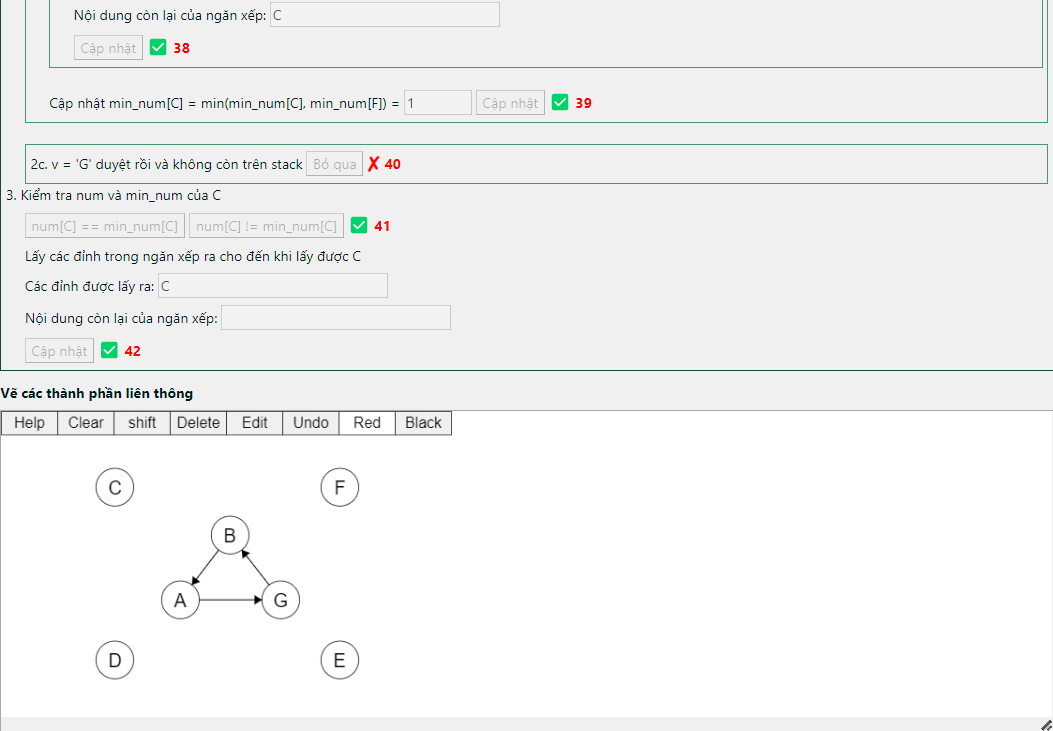 Nội dung còn lại của ngăn xếp: C
Cập nhật ✅ 38
Cập nhật min_num[C] = min(min_num[C], min_num[F]) = 1 Cập nhật ✅ 39
2c. v = 'G' duyệt rồi và không còn trên stack Bỏ qua ✗ 40
3. Kiểm tra num và min_num của C
num[C] == min_num[C] num[C] != min_num[C] ✅ 41
Lấy các đỉnh trong ngăn xếp ra cho đến khi lấy được C
Các đỉnh được lấy ra: C
Nội dung còn lại của ngăn xếp:
Cập nhật ✅ 42
Vẽ các thành phần liên thông
Help Clear shift Delete Edit Undo Red Black
C F
B
A G
D E